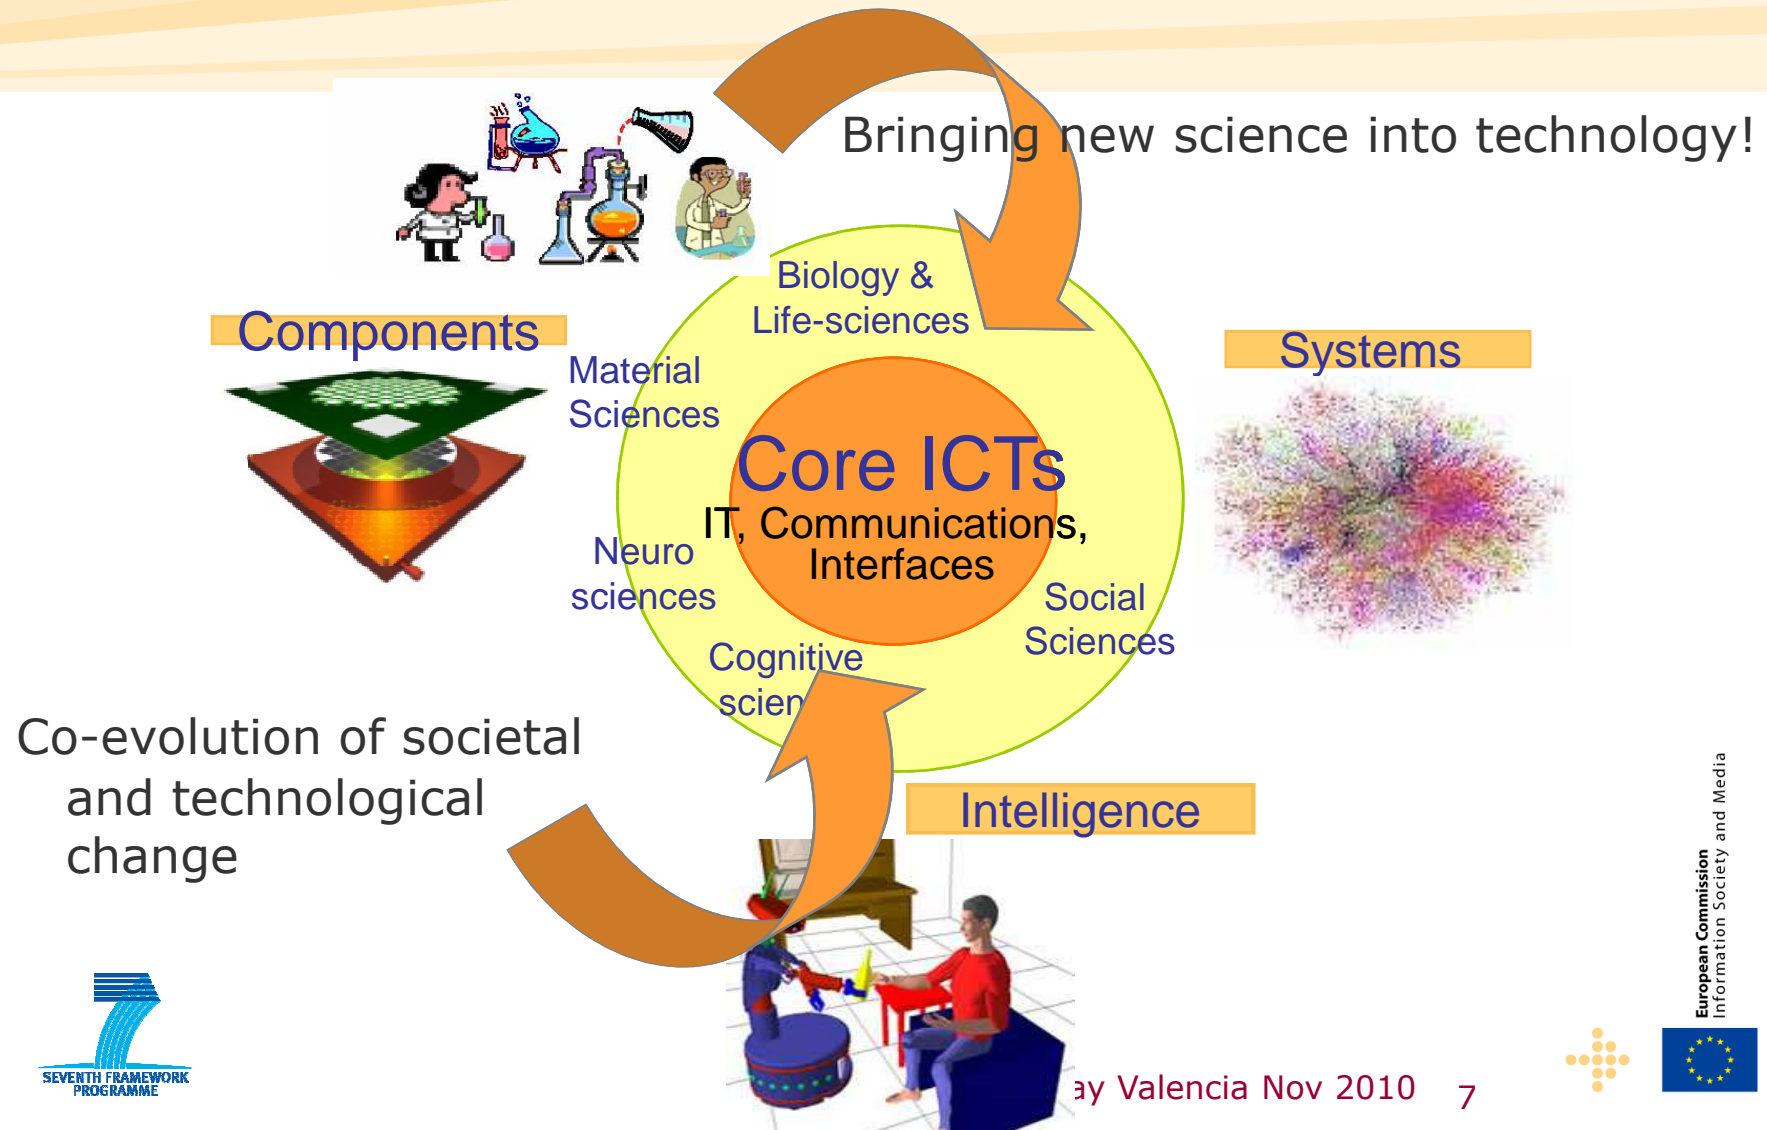 Bringing new science into technology!
Biology &
Life-sciences
Components
Systems
Material
Sciences
Core ICTs
IT, Communications,
Interfaces
Neuro
sciences
Social
Sciences
Cognitive
scien
Co-evolution of societal
and technological
change
Intelligence
European Commission
Information Society and Media
SEVENTH FRAMEWORK
PROGRAMME
ay Valencia Nov 2010
7